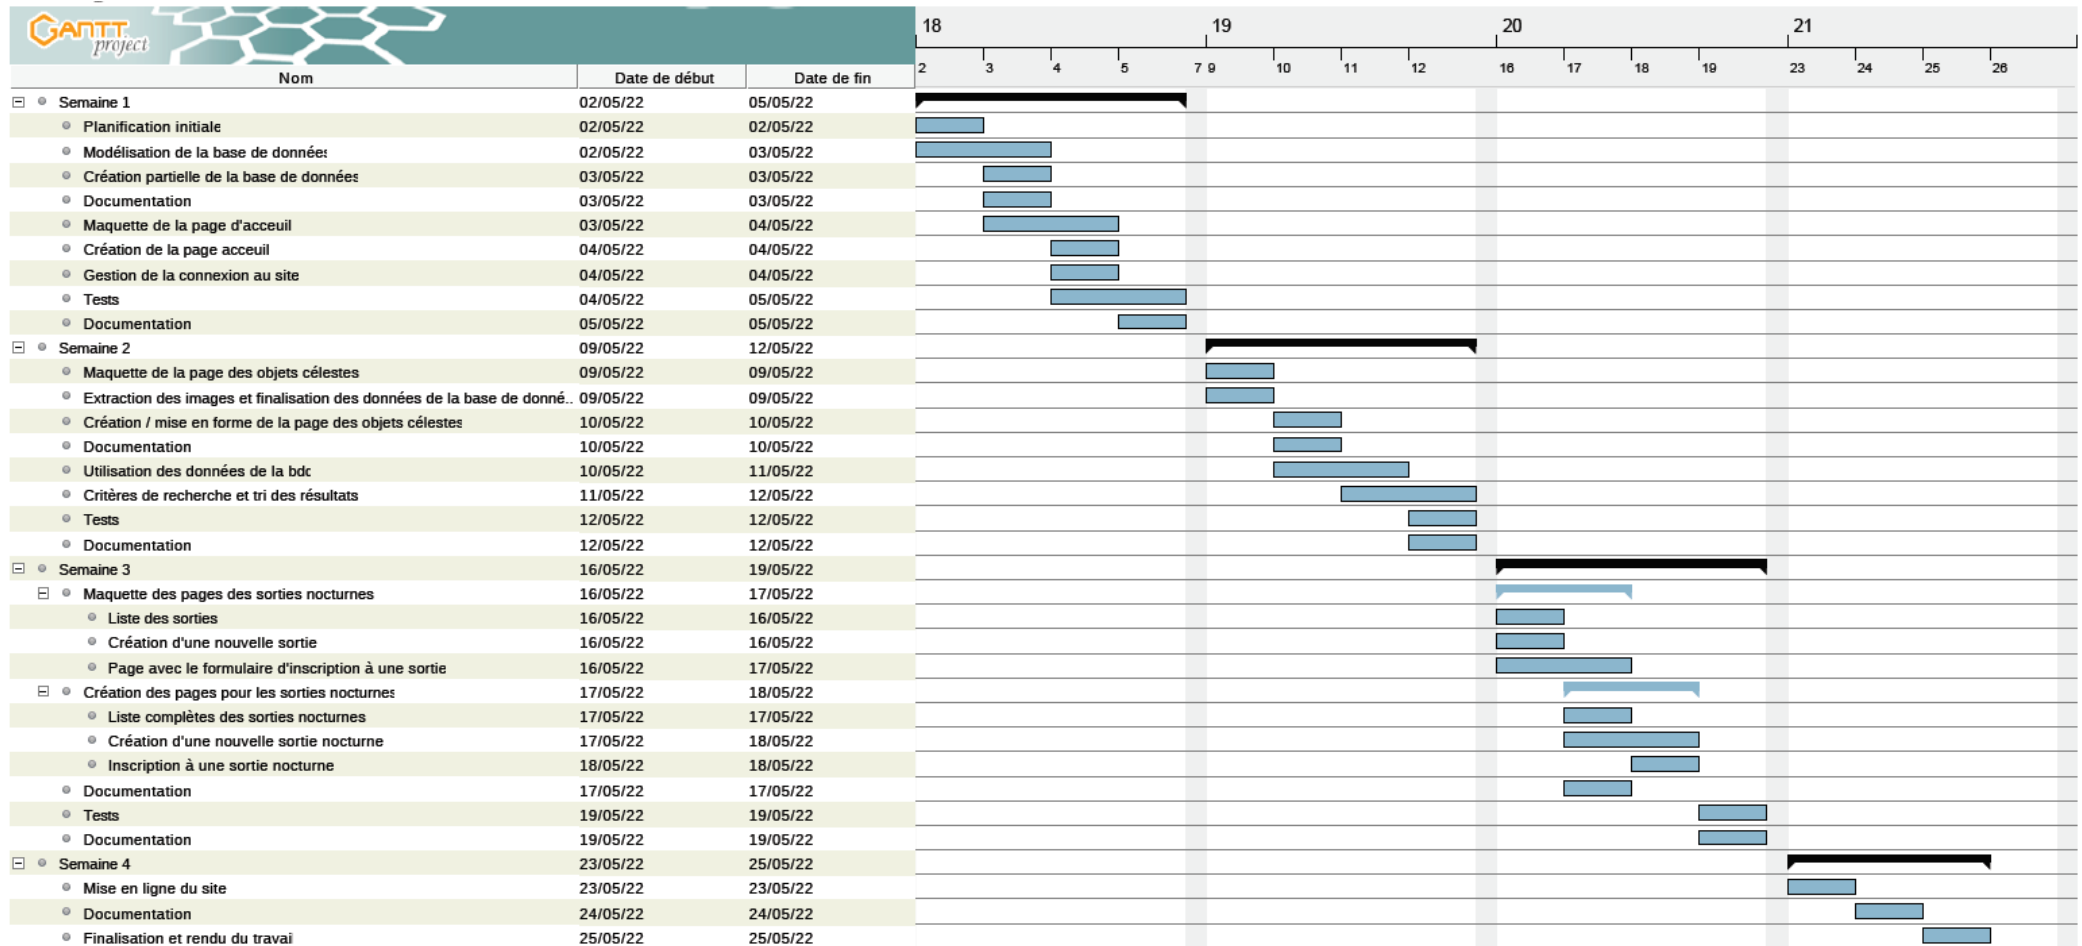 GANTT
project
18 19 20 21
2 3 4 5 7 9 10 11 12 16 17 18 19 23 24 25 26
Nom Date de début Date de fin
Semaine 1 02/05/22 05/05/22
Planification initiale 02/05/22 02/05/22
Modélisation de la base de données 02/05/22 03/05/22
Création partielle de la base de données 03/05/22 03/05/22
Documentation 03/05/22 03/05/22
Maquette de la page d'acceuil 03/05/22 04/05/22
Création de la page acceuil 04/05/22 04/05/22
Gestion de la connexion au site 04/05/22 04/05/22
Tests 04/05/22 05/05/22
Documentation 05/05/22 05/05/22
Semaine 2 09/05/22 12/05/22
Maquette de la page des objets célestes 09/05/22 09/05/22
Extraction des images et finalisation des données de la base de donné.. 09/05/22 09/05/22
Création / mise en forme de la page des objets célestes 10/05/22 10/05/22
Documentation 10/05/22 10/05/22
Utilisation des données de la bdc 10/05/22 11/05/22
Critères de recherche et tri des résultats 11/05/22 12/05/22
Tests 12/05/22 12/05/22
Documentation 12/05/22 12/05/22
Semaine 3 16/05/22 19/05/22
Maquette des pages des sorties nocturnes 16/05/22 17/05/22
Liste des sorties 16/05/22 16/05/22
Création d'une nouvelle sortie 16/05/22 16/05/22
Page avec le formulaire d'inscription à une sortie 16/05/22 17/05/22
Création des pages pour les sorties nocturnes 17/05/22 18/05/22
Liste complètes des sorties nocturnes 17/05/22 17/05/22
Création d'une nouvelle sortie nocturne 17/05/22 18/05/22
Inscription à une sortie nocturne 18/05/22 18/05/22
Documentation 17/05/22 17/05/22
Tests 19/05/22 19/05/22
Documentation 19/05/22 19/05/22
Semaine 4 23/05/22 25/05/22
Mise en ligne du site 23/05/22 23/05/22
Documentation 24/05/22 24/05/22
Finalisation et rendu du travail 25/05/22 25/05/22